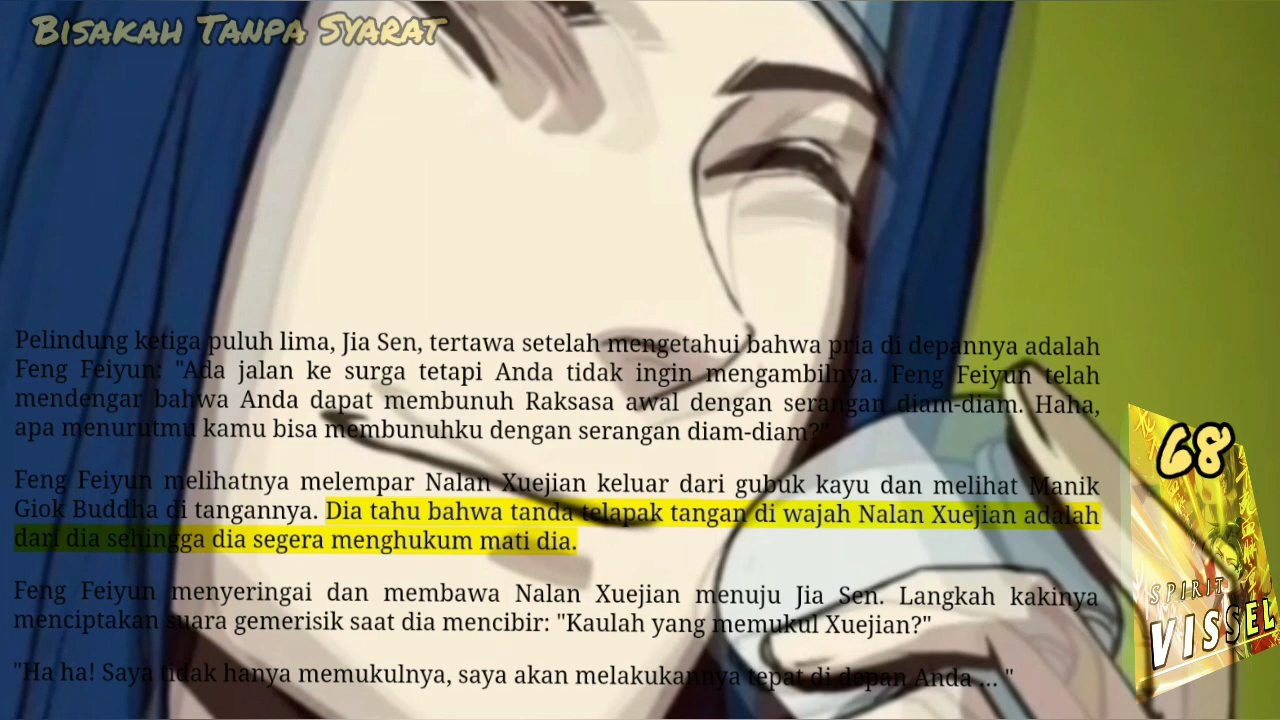 Bisakah Tanpa Syarat
Pelindung ketiga puluh lima, Jia Sen, tertawa setelah mengetahui bahwa pria di depannya adalah
Feng Feiyun: "Ada jalan ke surga tetapi Anda tidak ingin mengambilnya. Feng Feiyun telah
mendengar bahwa Anda dapat membunuh Raksasa awal dengan serangan diam-diam. Haha,
apa menurutmu kamu bisa membunuhku dengan serangan diam-diam?"
Feng Feiyun melihatnya melempar Nalan Xuejian keluar dari gubuk kayu dan melihat Manik
Giok Buddha di tangannya. Dia tahu bahwa tanda telapak tangan di wajah Nalan Xuejian adalah
dari dia sehingga dia segera menghukum mati dia.
Feng Feiyun menyeringai dan membawa Nalan Xuejian menuju Jia Sen. Langkah kakinya
menciptakan suara gemerisik saat dia mencibir: "Kaulah yang memukul Xuejian?"
"Ha ha! Saya tidak hanya memukulnya, saya akan melakukannya tepat di depan Anda ... "
68
SPIRIT
VISSEL